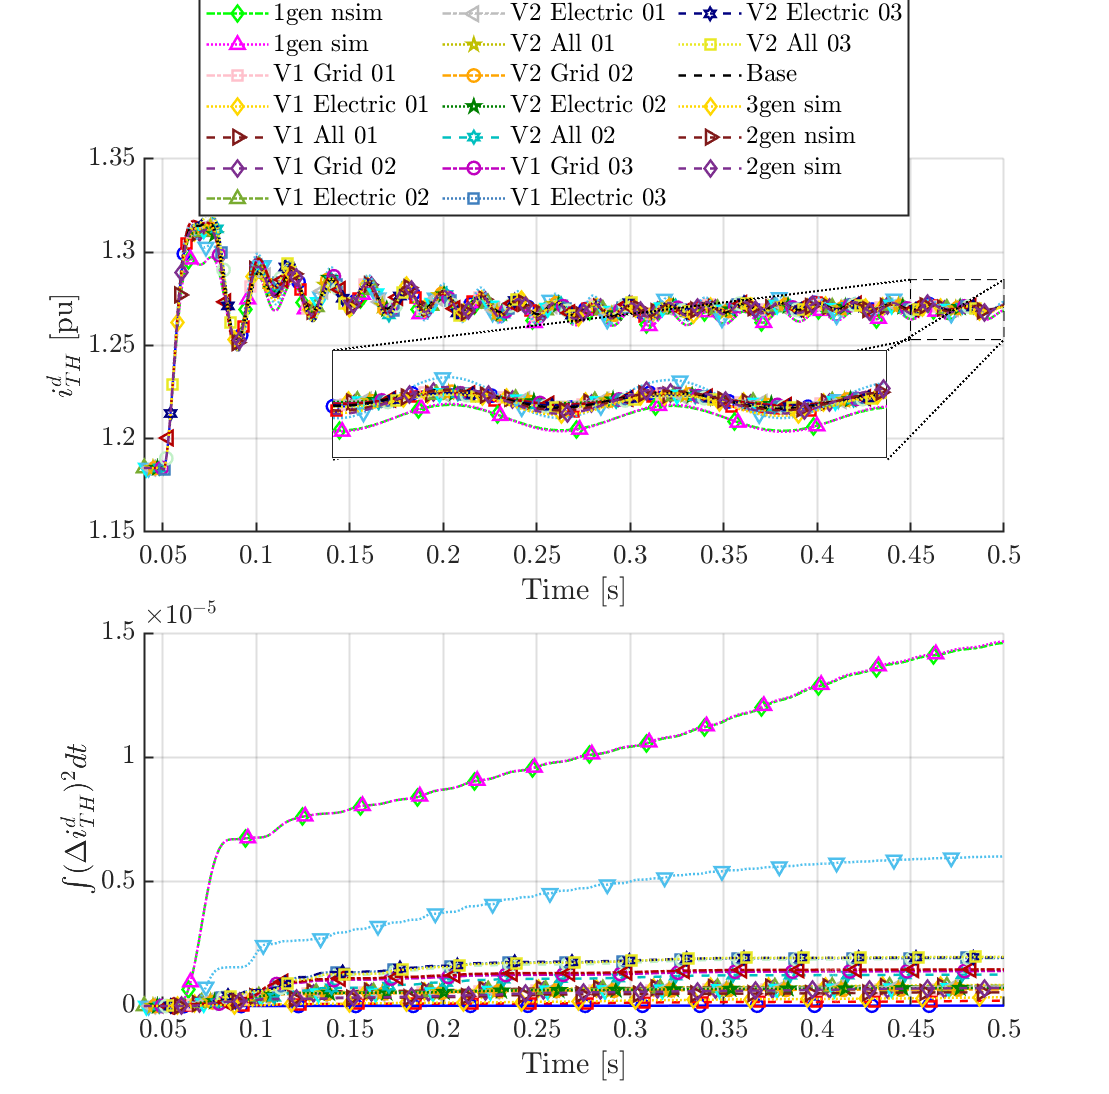 1gen nsim V2 Electric 01 V2 Electric 03
1gen sim V2 All 01 V2 All 03
V1 Grid 01 V2 Grid 02 Base
V1 Electric 01 V2 Electric 02 3gen sim
V1 All 01 V2 All 02 2gen nsim
V1 Grid 02 V1 Grid 03 2gen sim
V1 Electric 02 V1 Electric 03
1.35
1.3
1.25
1.2
1.15
i_{TH}^{d} [pu]
0.05 0.1 0.15 0.2 0.25 0.3 0.35 0.4 0.45 0.5
Time [s]
×10⁻⁵
1.5
1
0.5
0
∫(Δi_{TH}^{d})²dt
0.05 0.1 0.15 0.2 0.25 0.3 0.35 0.4 0.45 0.5
Time [s]